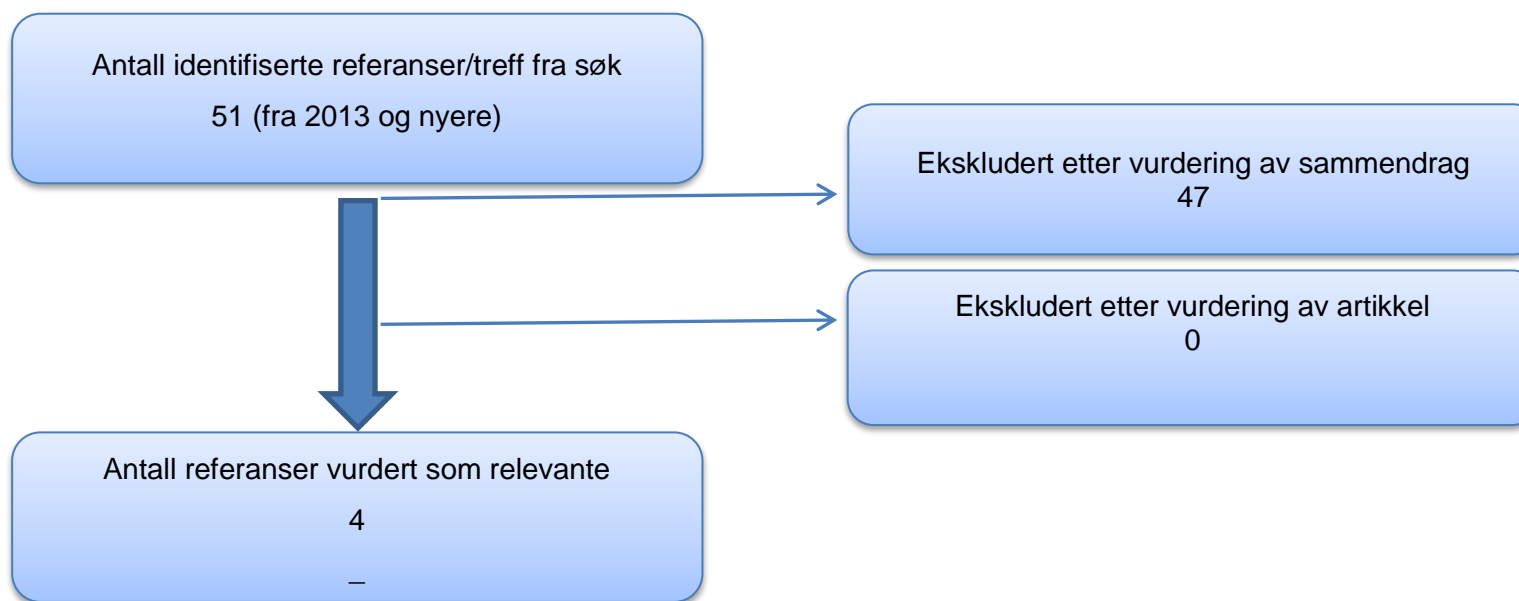 Antall identifiserte referanser/treff fra søk
51 (fra 2013 og nyere)
Ekskludert etter vurdering av sammendrag
47
Ekskludert etter vurdering av artikkel
0
Antall referanser vurdert som relevante
4
_